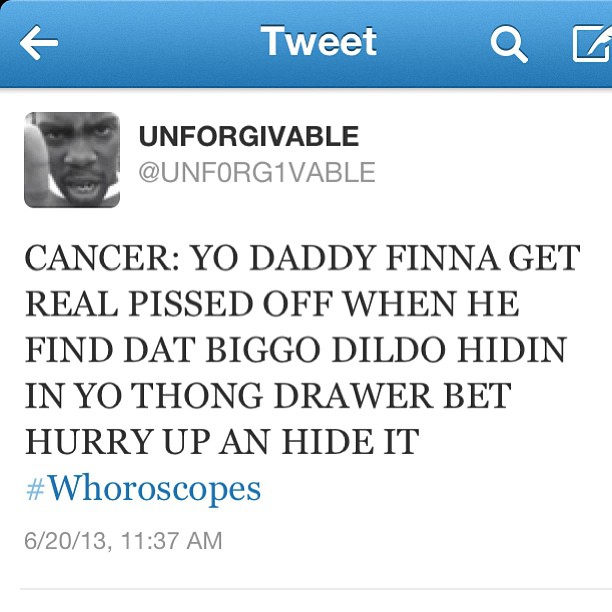 Tweet
UNFORGIVABLE
@UNF0RG1VABLE
CANCER: YO DADDY FINNA GET
REAL PISSED OFF WHEN HE
FIND DAT BIGGO DILDO HIDIN
IN YO THONG DRAWER BET
HURRY UP AN HIDE IT
#Whoroscopes
6/20/13, 11:37 AM